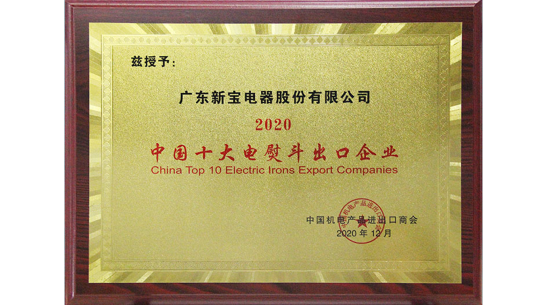 兹授予：
广东新宝电器股份有限公司
2020
中国十大电熨斗出口企业
China Top 10 Electric Irons Export Companies
中国机电产品进出口商会
2020年12月